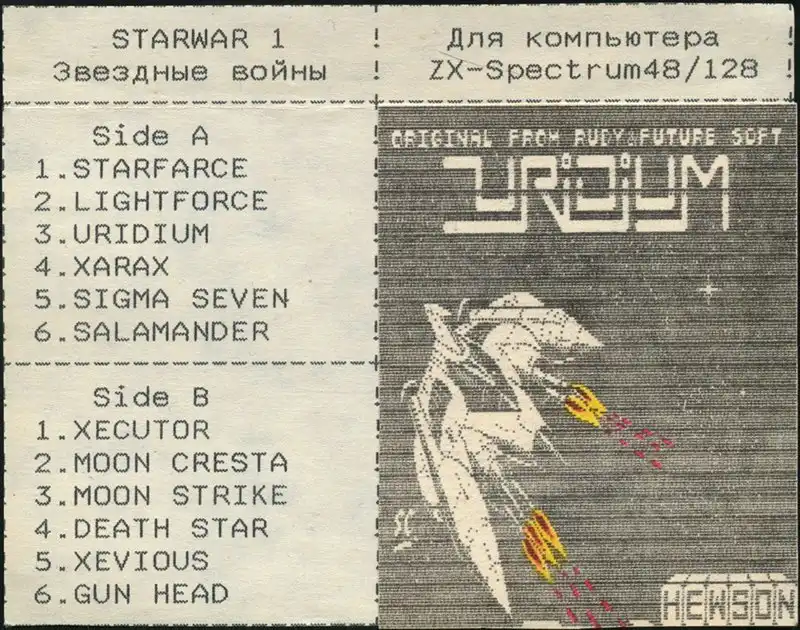 STARWAR 1
Звездные войны
Для компьютера
ZX-Spectrum48/128
Side A
1.STARFARCE
2.LIGHTFORCE
3.URIDIUM
4.XARAX
5.SIGMA SEVEN
6.SALAMANDER
Side B
1.XECUTOR
2.MOON CRESTA
3.MOON STRIKE
4.DEATH STAR
5.XEVIOUS
6.GUN HEAD
ORIGINAL FROM RUDY&FUTURE SOFT
URIDIUM
HEWSON